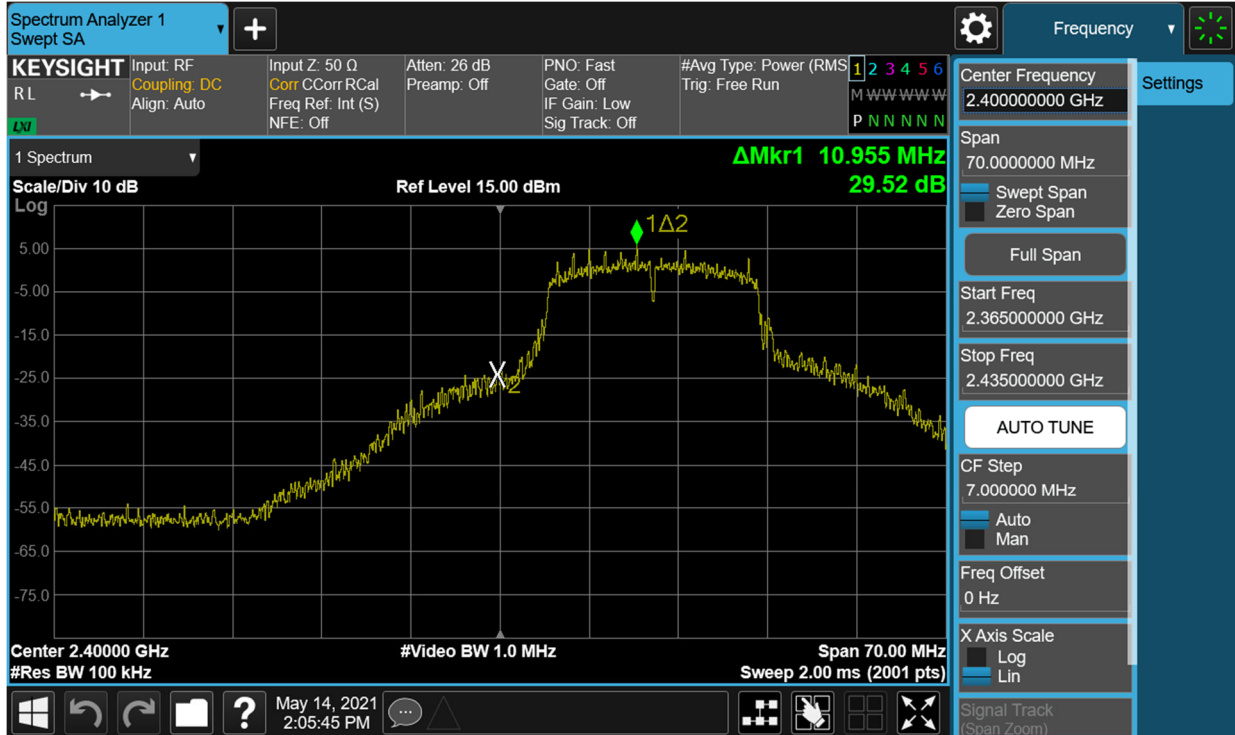 Spectrum Analyzer 1
Swept SA
Frequency
KEYSIGHT
R L
LXI
Input: RF
Coupling: DC
Align: Auto
Input Z: 50 Ω
Corr CCorr RCal
Freq Ref: Int (S)
NFE: Off
Atten: 26 dB
Preamp: Off
PNO: Fast
Gate: Off
IF Gain: Low
Sig Track: Off
#Avg Type: Power (RMS
Trig: Free Run
1 2 3 4 5 6
M W W W W W
P N N N N N
1 Spectrum
ΔMkr1 10.955 MHz
29.52 dB
Scale/Div 10 dB
Ref Level 15.00 dBm
Log
1Δ2
5.00
-5.00
-15.0
-25.0
X
2
-35.0
-45.0
-55.0
-65.0
-75.0
Center 2.40000 GHz
#Video BW 1.0 MHz
Span 70.00 MHz
#Res BW 100 kHz
Sweep 2.00 ms (2001 pts)
?
May 14, 2021
2:05:45 PM
Center Frequency
2.400000000 GHz
Settings
Span
70.0000000 MHz
Swept Span
Zero Span
Full Span
Start Freq
2.365000000 GHz
Stop Freq
2.435000000 GHz
AUTO TUNE
CF Step
7.000000 MHz
Auto
Man
Freq Offset
0 Hz
X Axis Scale
Log
Lin
Signal Track
(Span Zoom)